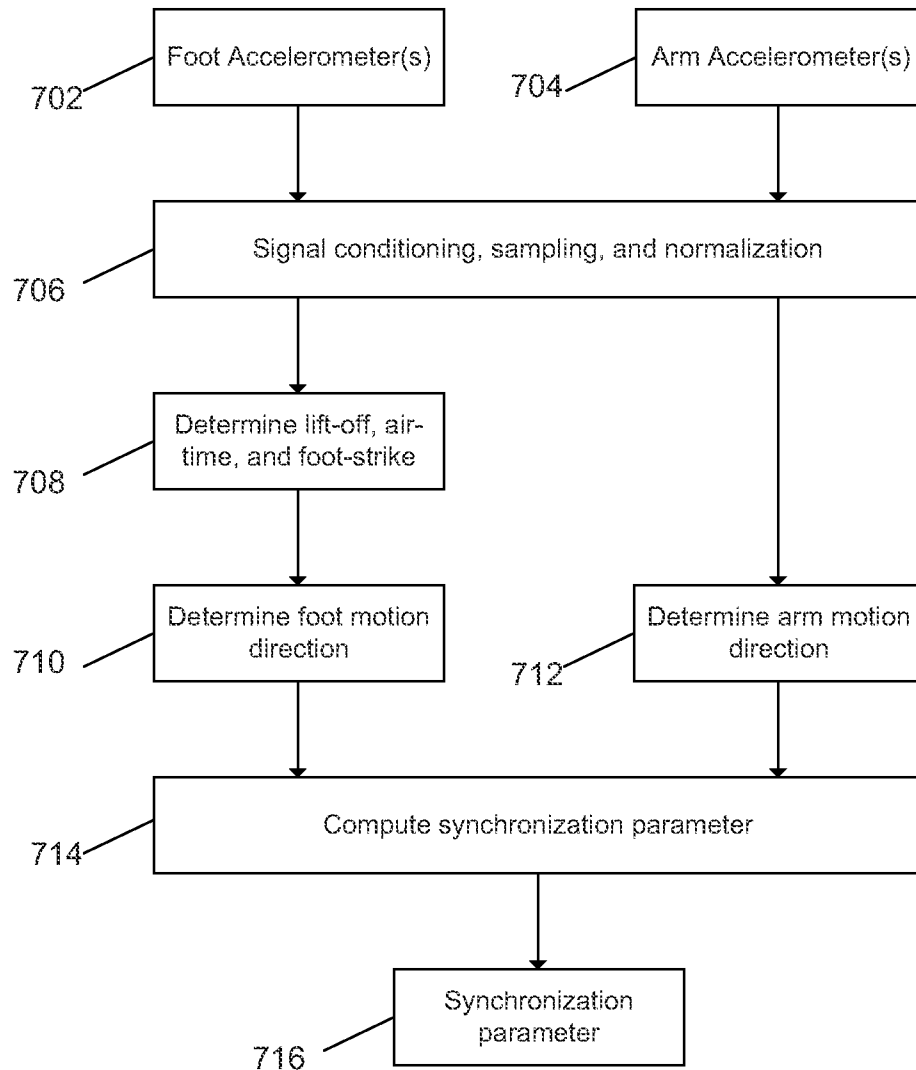 Foot Accelerometer(s)
702
Arm Accelerometer(s)
704
Signal conditioning, sampling, and normalization
706
Determine lift-off, air-
time, and foot-strike
708
Determine foot motion
direction
710
Determine arm motion
direction
712
Compute synchronization parameter
714
Synchronization
parameter
716